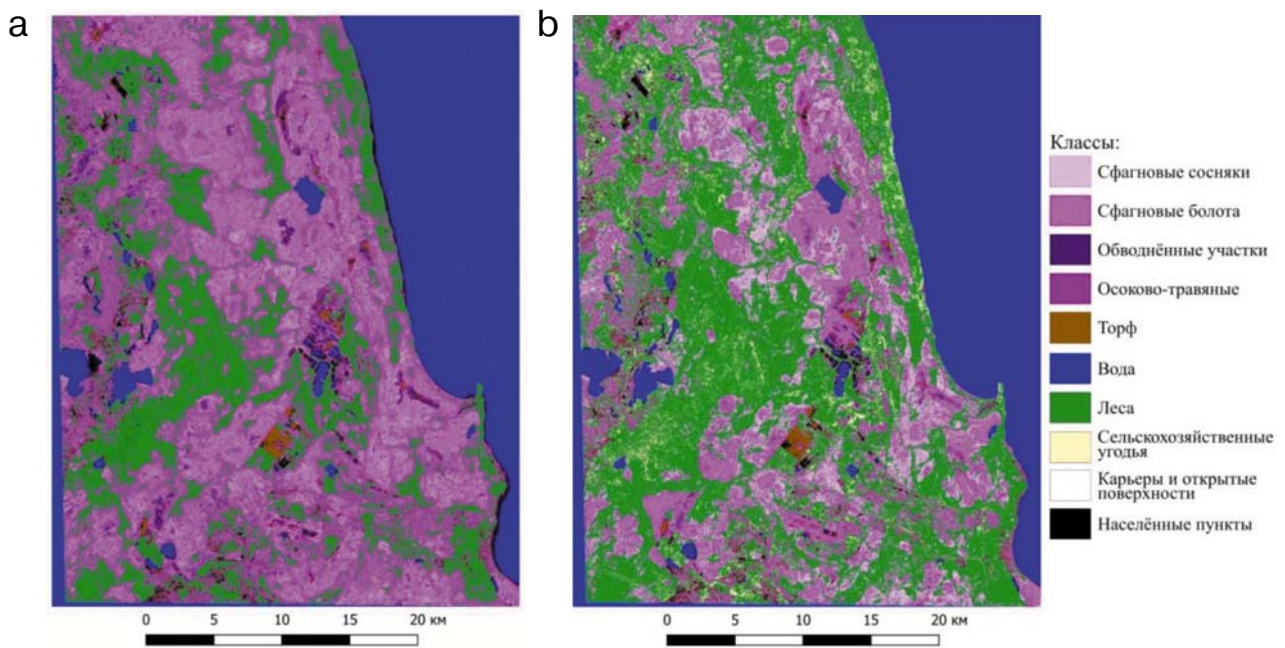 a
b
Классы:
Сфагновые сосняки
Сфагновые болота
Обводнённые участки
Осоково-травяные
Торф
Вода
Леса
Сельскохозяйственные
угодья
Карьеры и открытые
поверхности
Населённые пункты
0 5 10 15 20 км
0 5 10 15 20 км